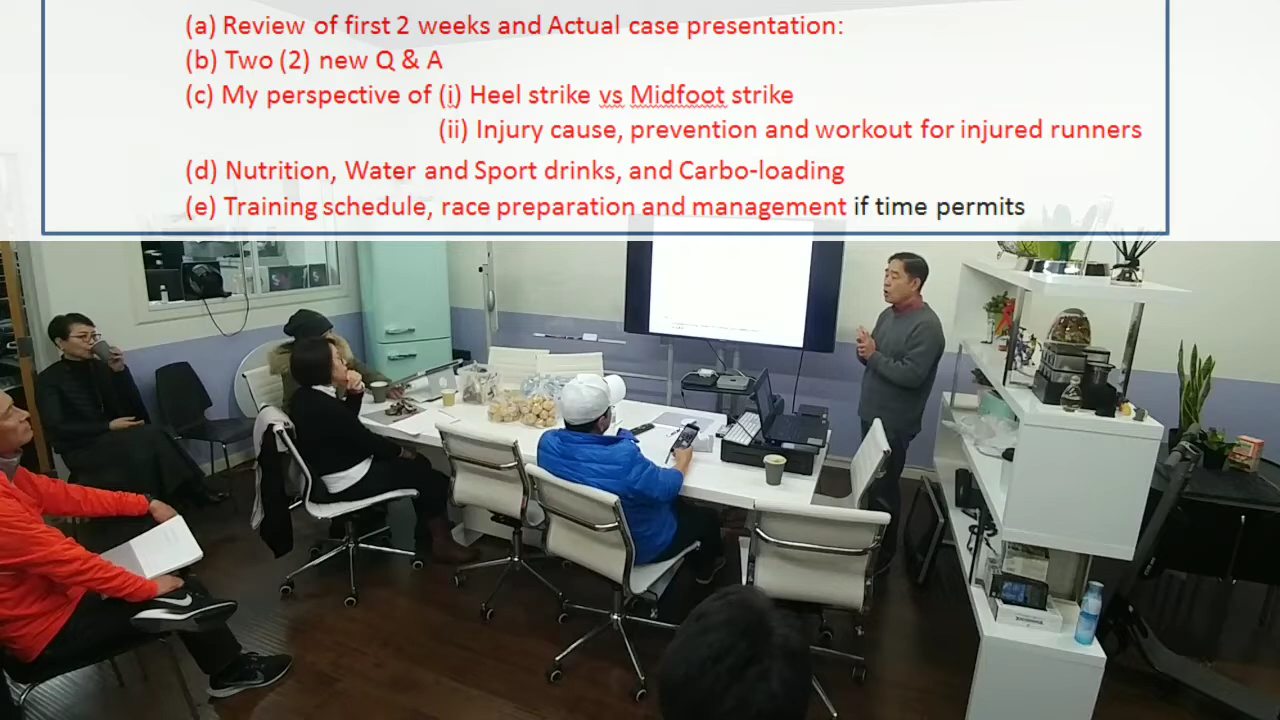 (a) Review of first 2 weeks and Actual case presentation:
(b) Two (2) new Q & A
(c) My perspective of (i) Heel strike vs Midfoot strike
(ii) Injury cause, prevention and workout for injured runners
(d) Nutrition, Water and Sport drinks, and Carbo-loading
(e) Training schedule, race preparation and management if time permits